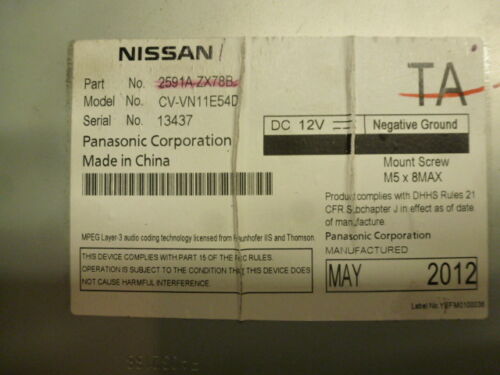 NISSAN
Part No. 2591A ZX78B
TA
Model No. CV-VN11E54D
Serial No. 13437
DC 12V Negative Ground
Panasonic Corporation
Made in China
Mount Screw
M5 x 8MAX
Product complies with DHHS Rules 21
CFR Subchapter J in effect as of date
of manufacture.
MPEG Layer-3 audio coding technology licensed from Fraunhofer IIS and Thomson.
Panasonic Corporation
MANUFACTURED
THIS DEVICE COMPLIES WITH PART 15 OF THE FCC RULES.
OPERATION IS SUBJECT TO THE CONDITION THAT THIS DEVICE DOES
NOT CAUSE HARMFUL INTERFERENCE.
MAY 2012
Label No.YEFM0100036